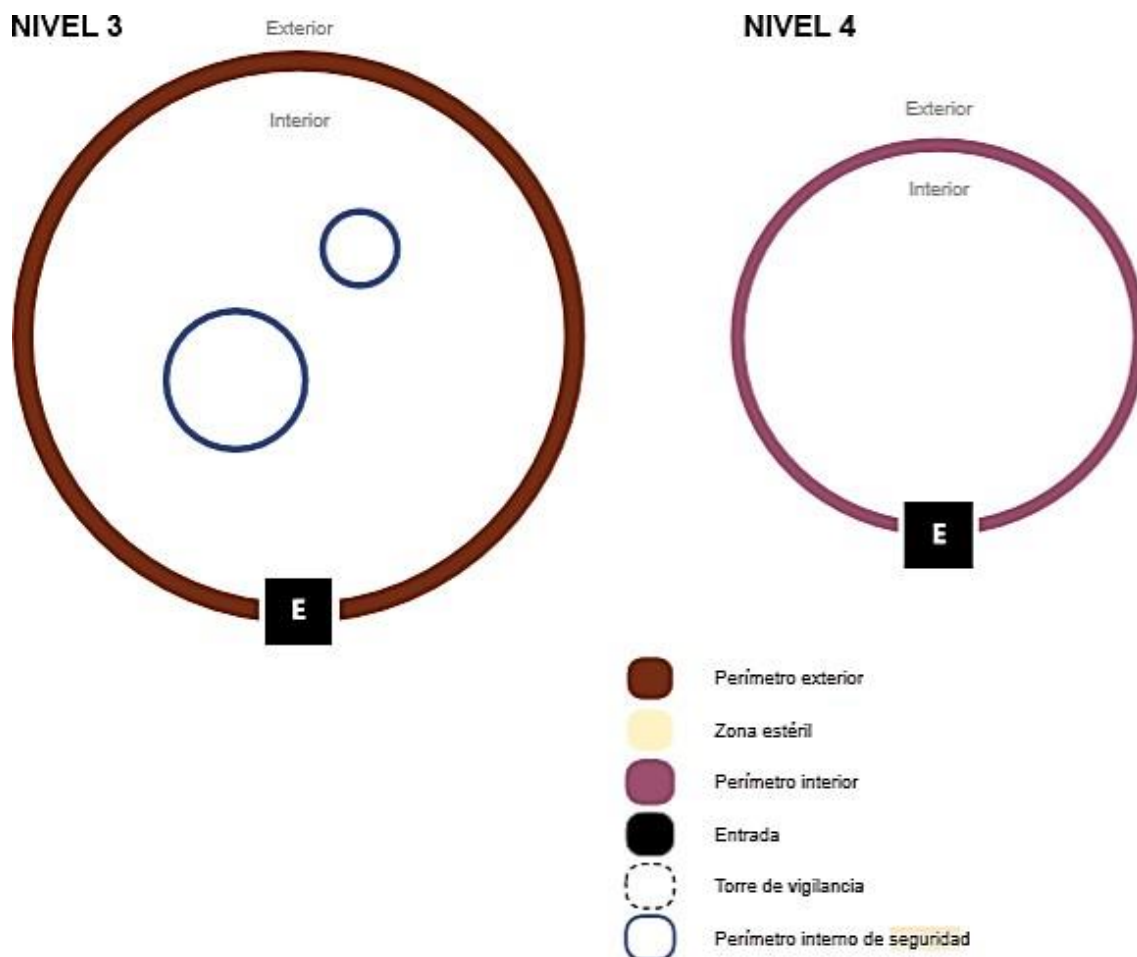 NIVEL 3
Exterior
Interior
E
NIVEL 4
Exterior
Interior
E
Perímetro exterior
Zona estéril
Perímetro interior
Entrada
Torre de vigilancia
Perímetro interno de seguridad